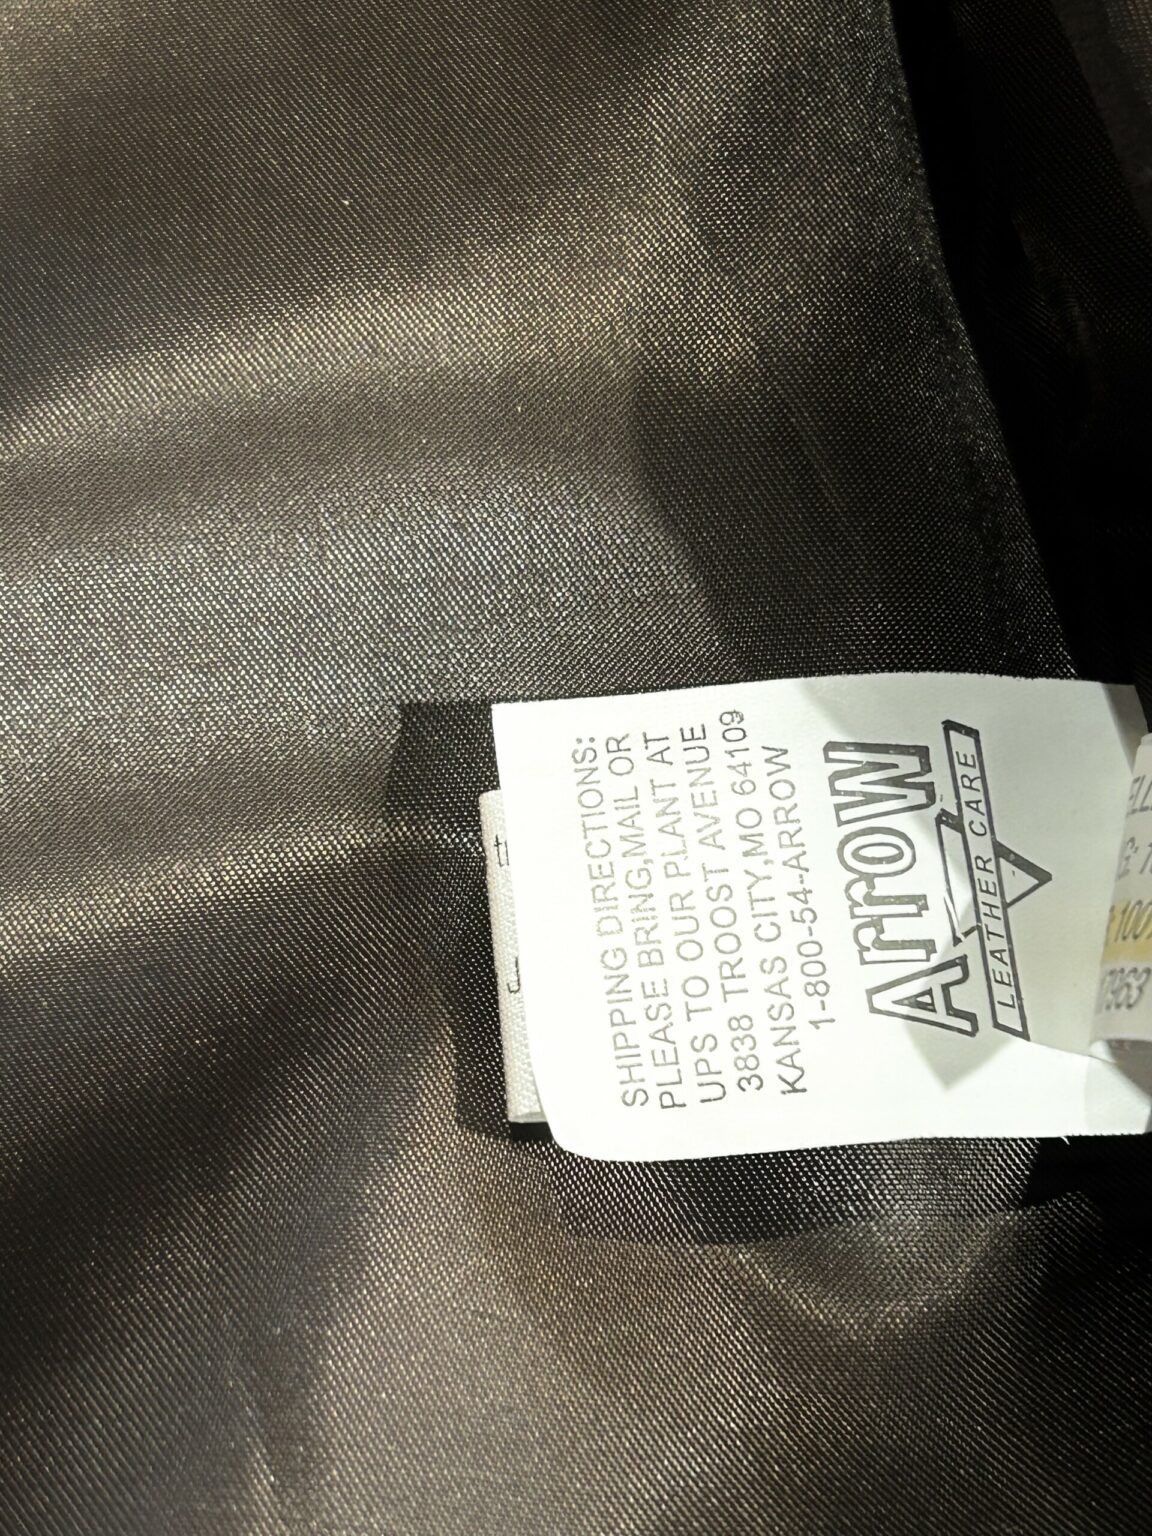 SHIPPING DIRECTIONS:
PLEASE BRING,MAIL OR
UPS TO OUR PLANT AT
3838 TROOST AVENUE
KANSAS CITY,MO 64109
1-800-54-ARROW
Arrow
LEATHER CARE